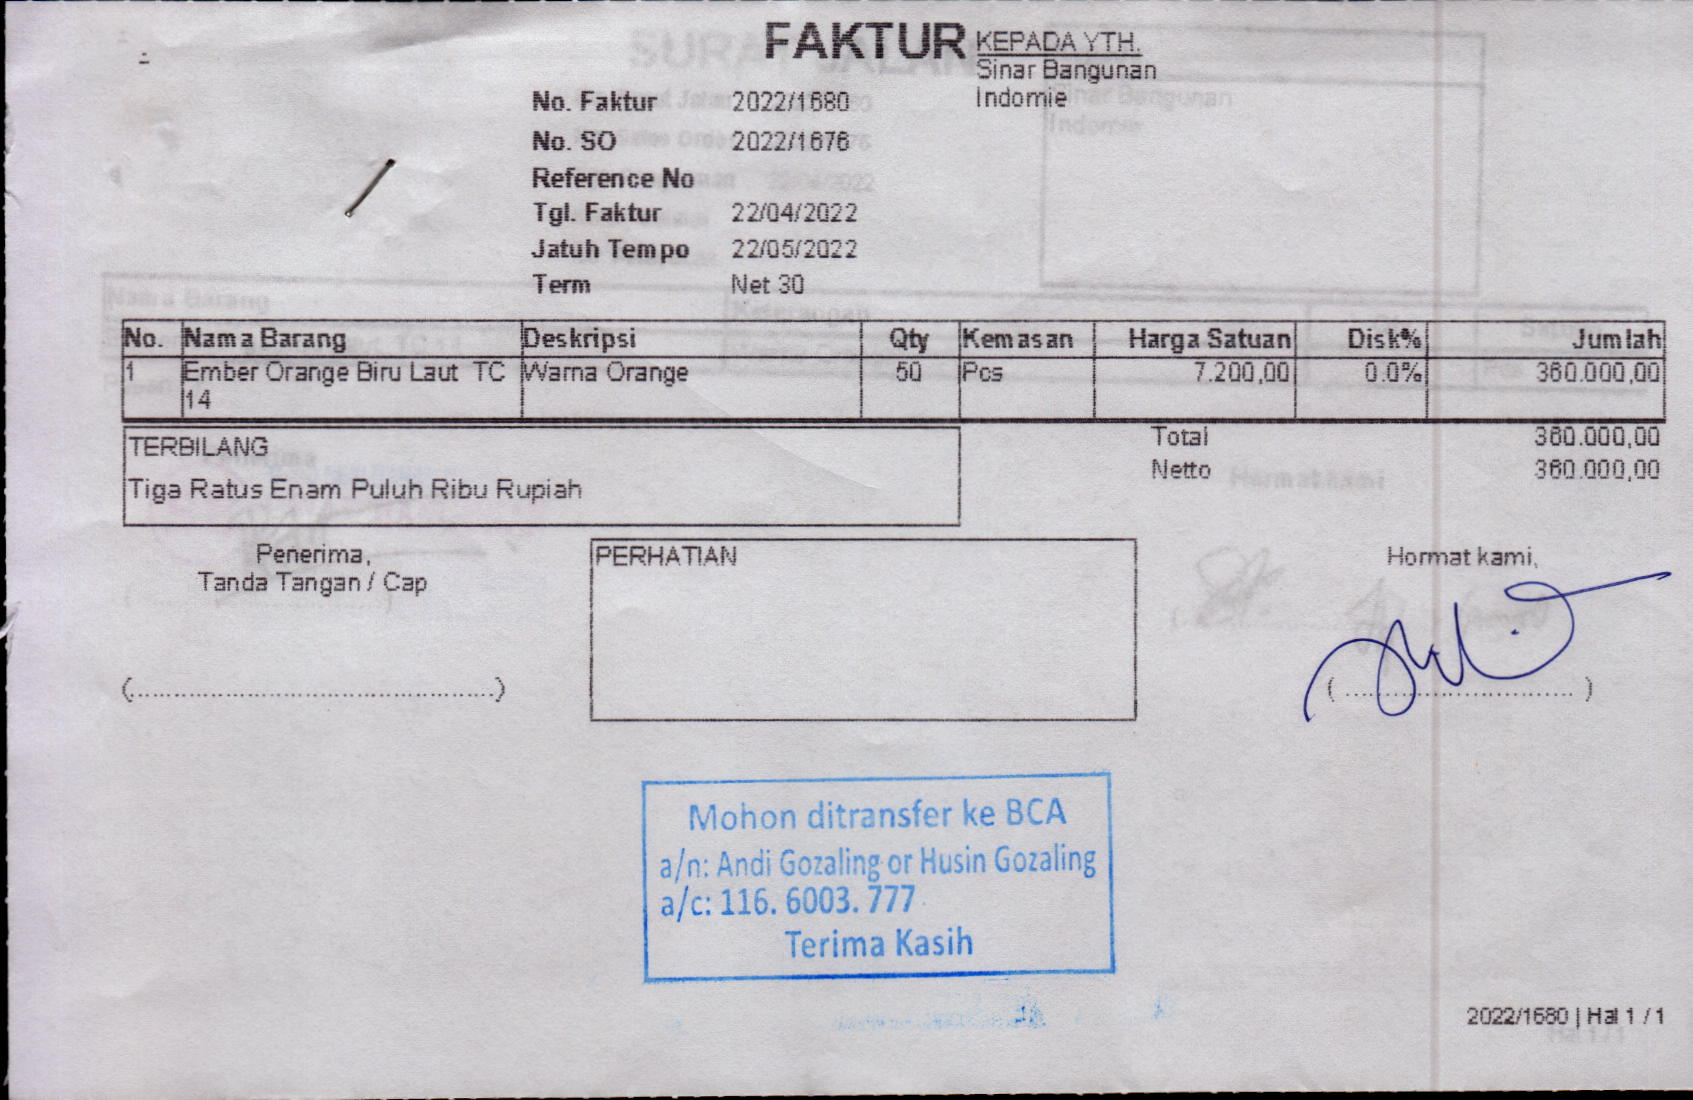 FAKTUR
KEPADA YTH.
Sinar Bangunan
Indomie
No. Faktur 2022/1680
No. SO 2022/1676
Reference No
Tgl. Faktur 22/04/2022
Jatuh Tempo 22/05/2022
Term Net 30
No. Nama Barang Deskripsi Qty Kemasan Harga Satuan Disk% Jumlah
1 Ember Orange Biru Laut TC Warna Orange 50 Pcs 7.200,00 0.0% 360.000,00
14
TERBILANG
Tiga Ratus Enam Puluh Ribu Rupiah
Total 360.000,00
Netto 360.000,00
Penerima,
Tanda Tangan / Cap
PERHATIAN
Hormat kami,
(..........................................)
( ........................... )
Mohon ditransfer ke BCA
a/n: Andi Gozaling or Husin Gozaling
a/c: 116. 6003. 777
Terima Kasih
2022/1680 | Hal 1 / 1